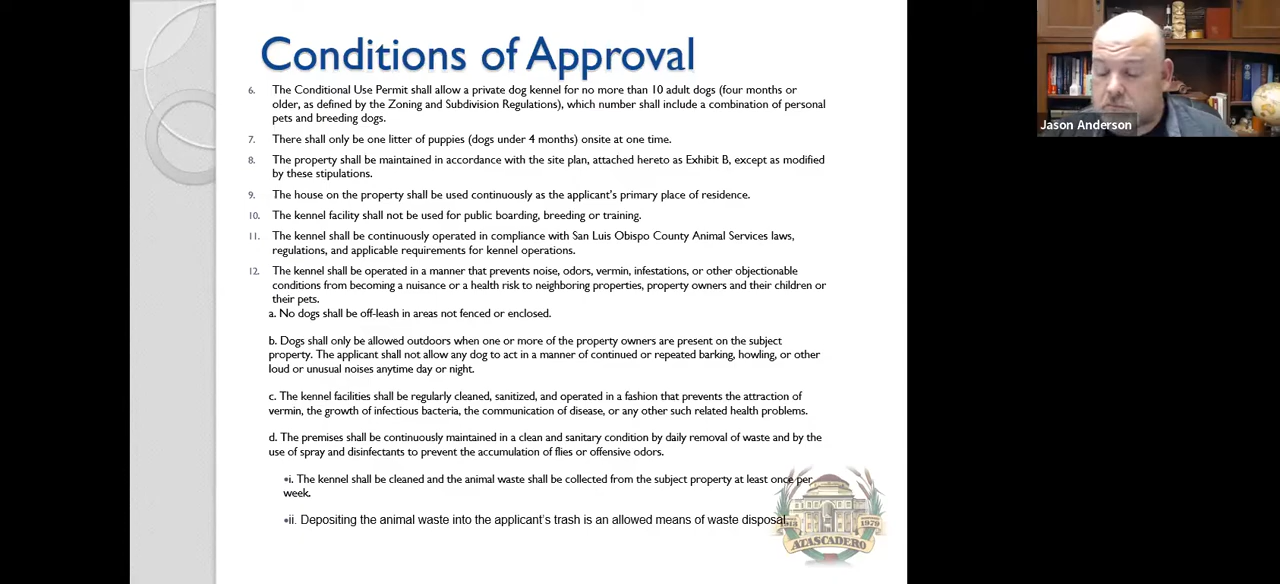 Conditions of Approval
6. The Conditional Use Permit shall allow a private dog kennel for no more than 10 adult dogs (four months or
older, as defined by the Zoning and Subdivision Regulations), which number shall include a combination of personal
pets and breeding dogs.
7. There shall only be one litter of puppies (dogs under 4 months) onsite at one time.
8. The property shall be maintained in accordance with the site plan, attached hereto as Exhibit B, except as modified
by these stipulations.
9. The house on the property shall be used continuously as the applicant's primary place of residence.
10. The kennel facility shall not be used for public boarding, breeding or training.
11. The kennel shall be continuously operated in compliance with San Luis Obispo County Animal Services laws,
regulations, and applicable requirements for kennel operations.
12. The kennel shall be operated in a manner that prevents noise, odors, vermin, infestations, or other objectionable
conditions from becoming a nuisance or a health risk to neighboring properties, property owners and their children or
their pets.
a. No dogs shall be off-leash in areas not fenced or enclosed.
b. Dogs shall only be allowed outdoors when one or more of the property owners are present on the subject
property. The applicant shall not allow any dog to act in a manner of continued or repeated barking, howling, or other
loud or unusual noises anytime day or night.
c. The kennel facilities shall be regularly cleaned, sanitized, and operated in a fashion that prevents the attraction of
vermin, the growth of infectious bacteria, the communication of disease, or any other such related health problems.
d. The premises shall be continuously maintained in a clean and sanitary condition by daily removal of waste and by the
use of spray and disinfectants to prevent the accumulation of flies or offensive odors.
•i. The kennel shall be cleaned and the animal waste shall be collected from the subject property at least once per
week.
•ii. Depositing the animal waste into the applicant's trash is an allowed means of waste disposal.
1913 1979
ATASCADERO
Jason Anderson